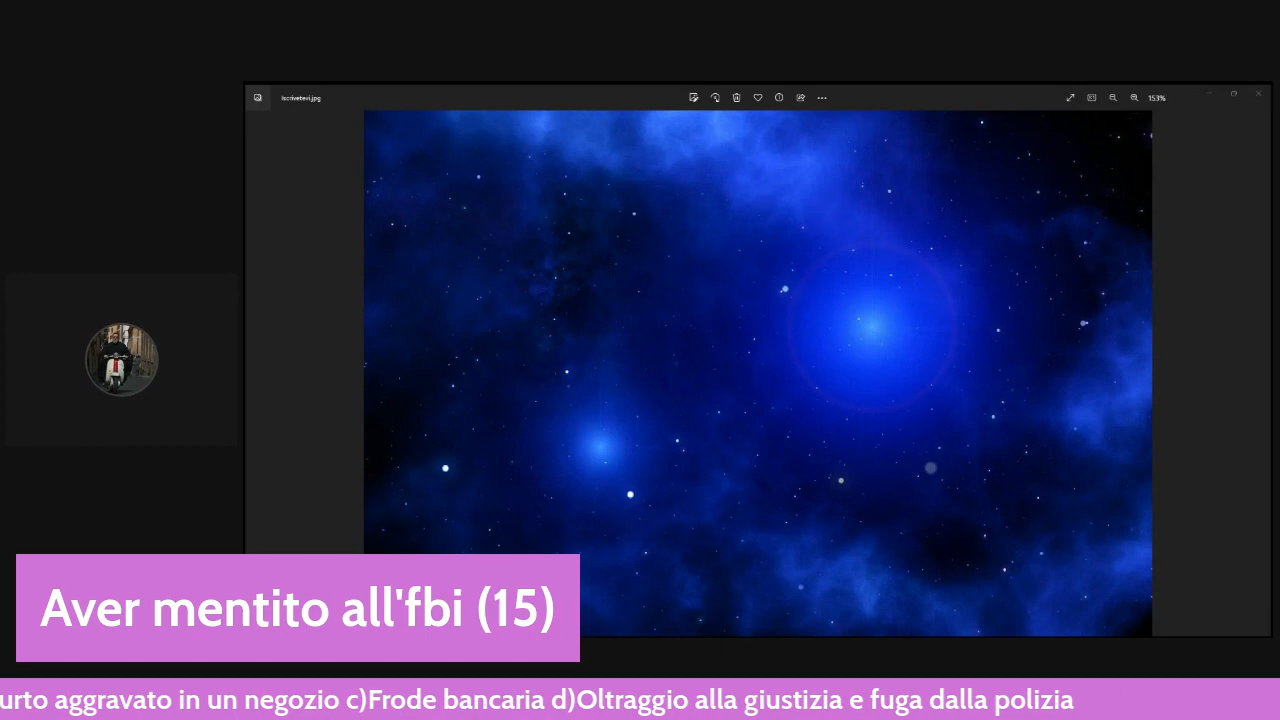 Iscrivetevi.jpg
153%
Aver mentito all'fbi (15)
urto aggravato in un negozio c)Frode bancaria d)Oltraggio alla giustizia e fuga dalla polizia